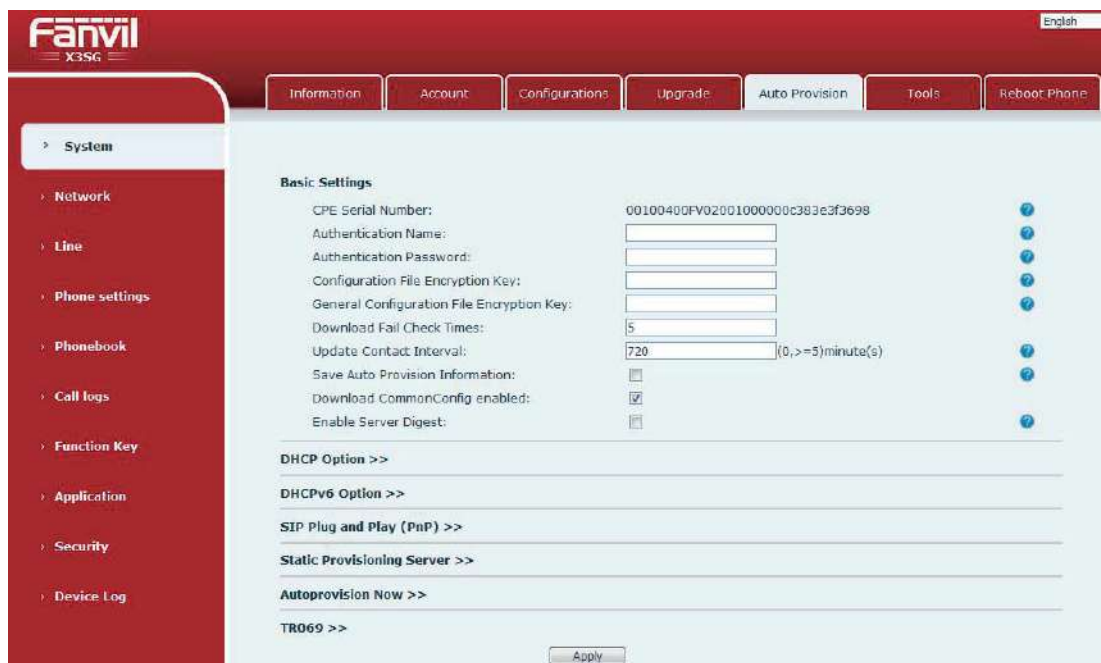 Fanvil
X3SG
English
Information Account Configurations Upgrade Auto Provision Tools Reboot Phone
› System
› Network
› Line
› Phone settings
› Phonebook
› Call logs
› Function Key
› Application
› Security
› Device Log
Basic Settings
CPE Serial Number: 00100400FV02001000000c383e3f3698
Authentication Name:
Authentication Password:
Configuration File Encryption Key:
General Configuration File Encryption Key:
Download Fail Check Times: 5
Update Contact Interval: 720 (0,>=5)minute(s)
Save Auto Provision Information:
Download CommonConfig enabled:
Enable Server Digest:
DHCP Option >>
DHCPv6 Option >>
SIP Plug and Play (PnP) >>
Static Provisioning Server >>
Autoprovision Now >>
TR069 >>
Apply